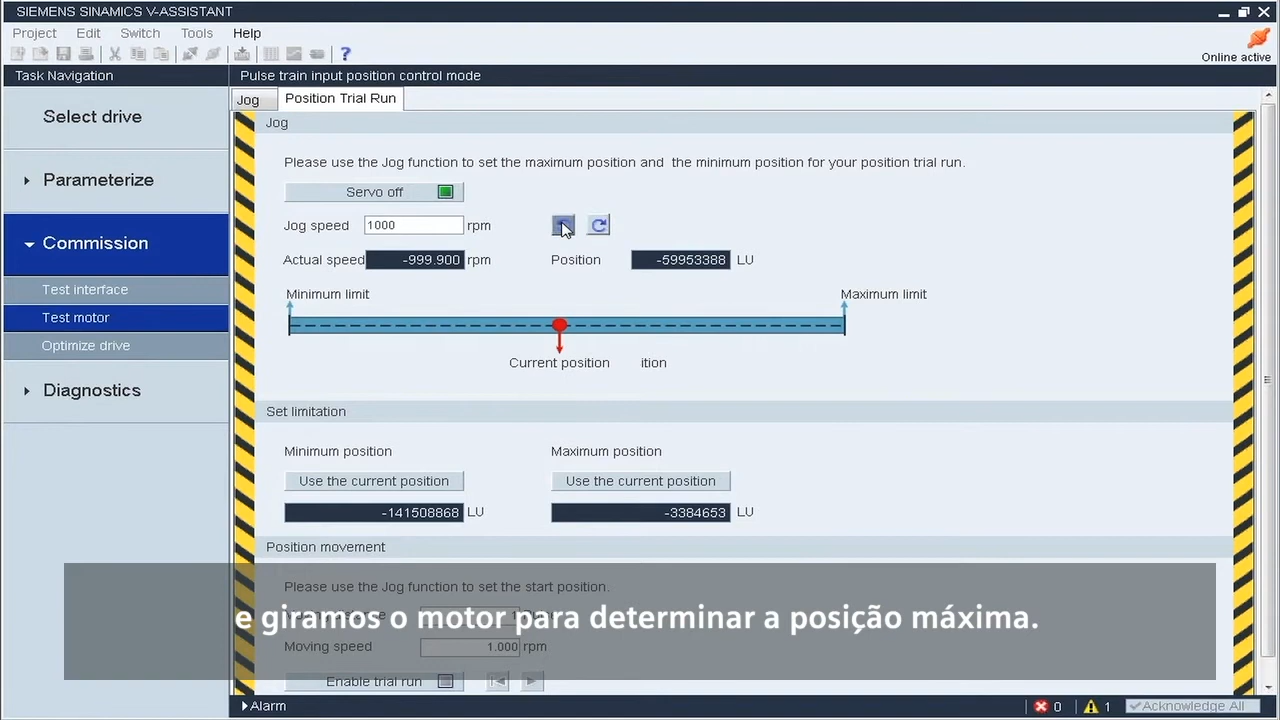 SIEMENS SINAMICS V-ASSISTANT
Project Edit Switch Tools Help
Online active
Task Navigation
Pulse train input position control mode
Select drive
Parameterize
Commission
Test interface
Test motor
Optimize drive
Diagnostics
Jog Position Trial Run
Jog
Please use the Jog function to set the maximum position and the minimum position for your position trial run.
Servo off
Jog speed 1000 rpm
Actual speed -999.900 rpm Position -59953388 LU
Minimum limit Maximum limit
Current position ition
Set limitation
Minimum position Maximum position
Use the current position Use the current position
-141508868 LU -3384653 LU
Position movement
Please use the Jog function to set the start position.
e giramos o motor para determinar a posição máxima.
Moving speed 1.000 rpm
Enable trial run
Alarm 0 1 Acknowledge All